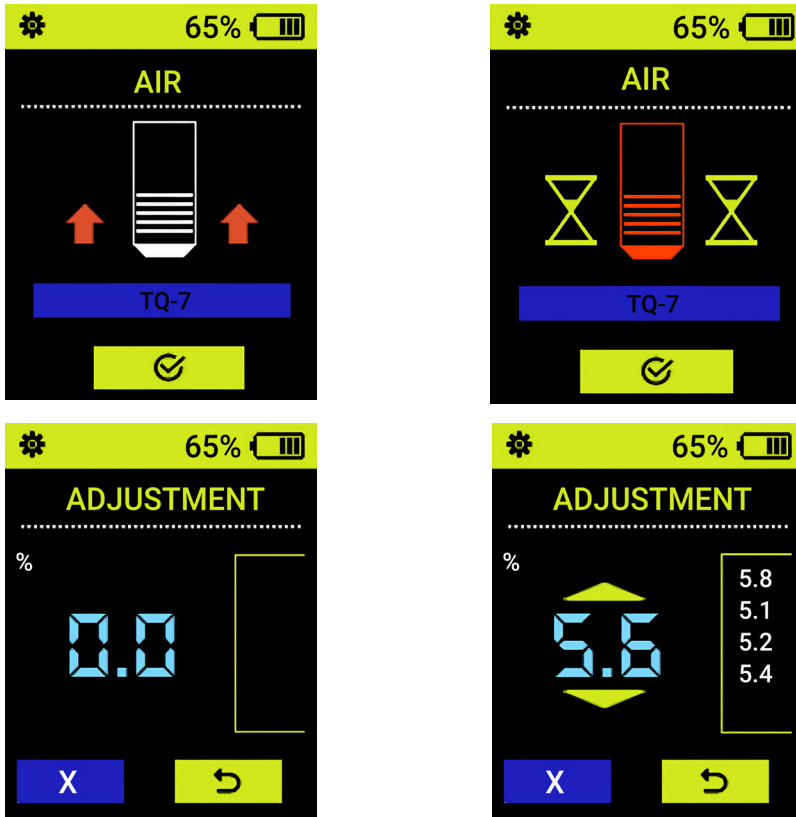 65%
AIR
TQ-7
65%
AIR
TQ-7
65%
ADJUSTMENT
%
0.0
X
65%
ADJUSTMENT
%
5.6
5.8
5.1
5.2
5.4
X